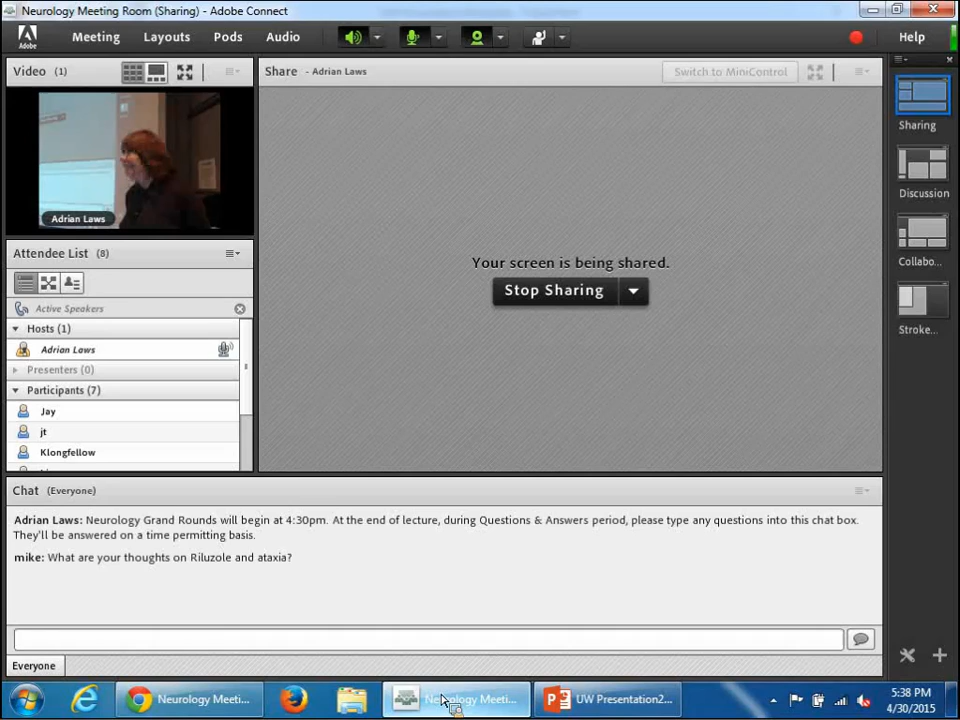 Neurology Meeting Room (Sharing) - Adobe Connect
Adobe
Meeting Layouts Pods Audio Help
Video (1)
Adrian Laws
Share - Adrian Laws
Switch to MiniControl
Your screen is being shared.
Stop Sharing
Sharing
Discussion
Collabo...
Stroke...
Attendee List (8)
Active Speakers
Hosts (1)
Adrian Laws
Presenters (0)
Participants (7)
Jay
jt
Klongfellow
Chat (Everyone)
Adrian Laws: Neurology Grand Rounds will begin at 4:30pm. At the end of lecture, during Questions & Answers period, please type any questions into this chat box.
They'll be answered on a time permitting basis.
mike: What are your thoughts on Riluzole and ataxia?
Everyone
Neurology Meeti...
Neurology Meeti...
UW Presentation2...
5:38 PM
4/30/2015